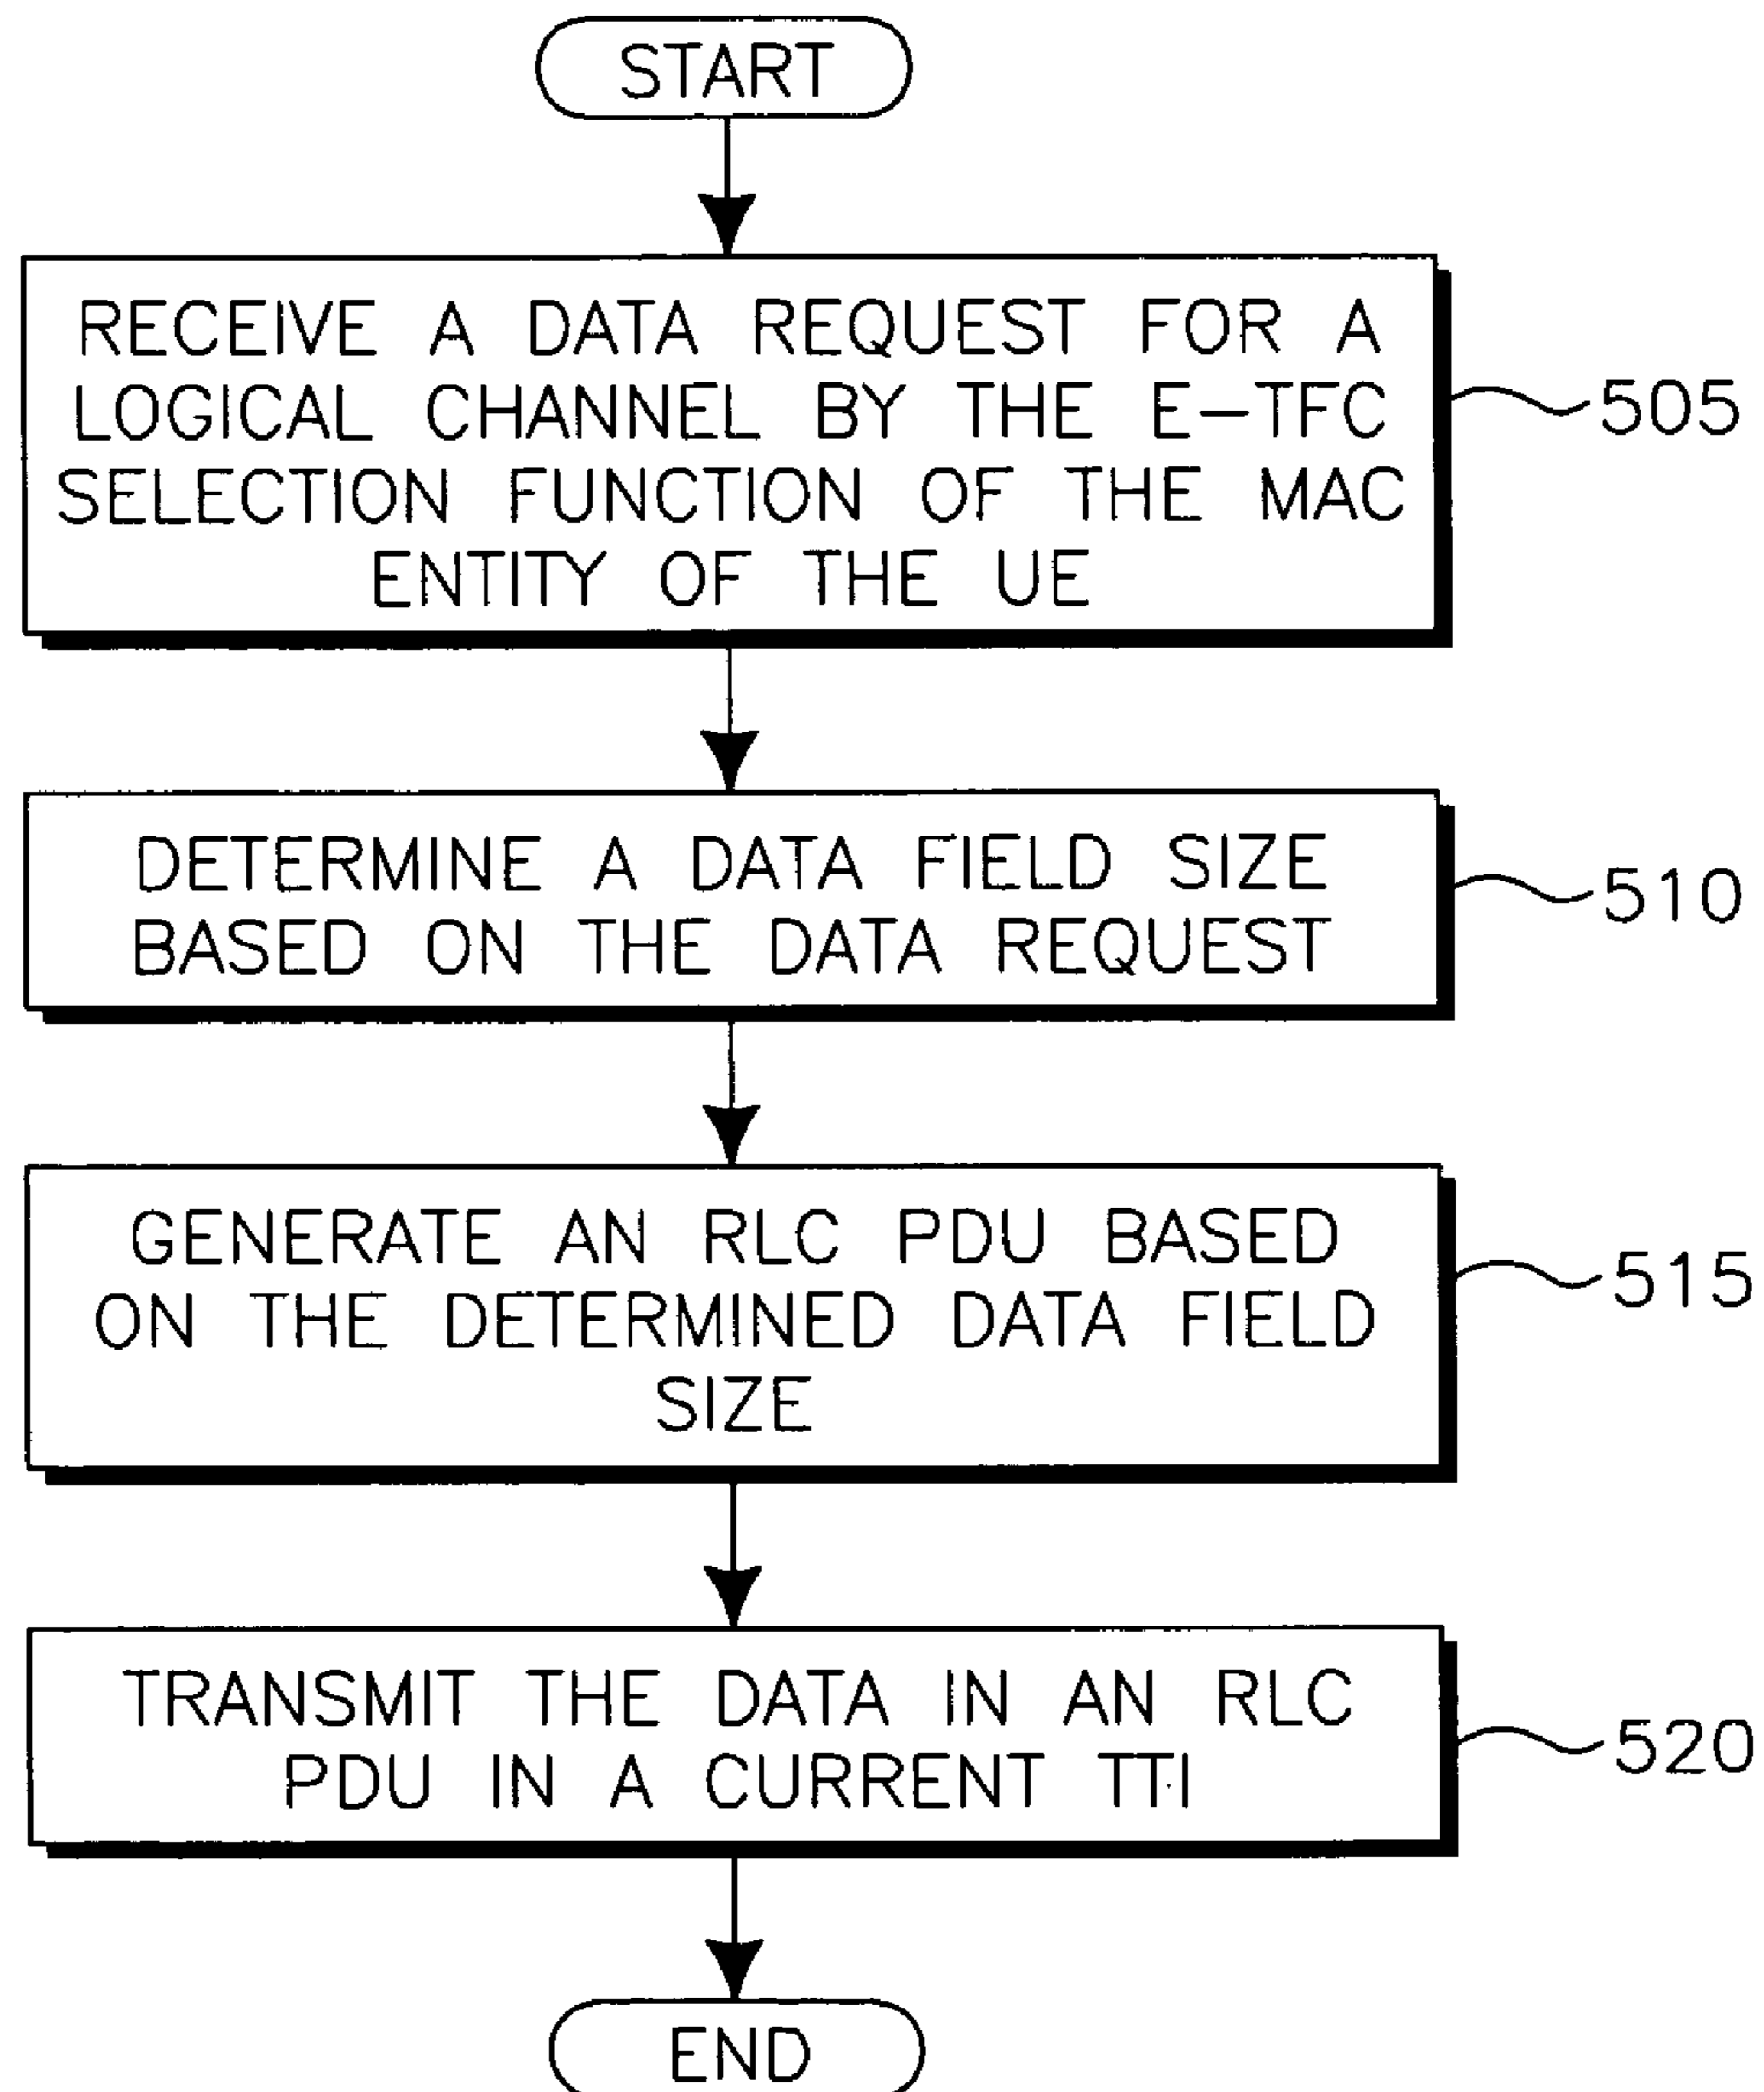 START
RECEIVE A DATA REQUEST FOR A
LOGICAL CHANNEL BY THE E-TFC
SELECTION FUNCTION OF THE MAC
ENTITY OF THE UE
505
DETERMINE A DATA FIELD SIZE
BASED ON THE DATA REQUEST
510
GENERATE AN RLC PDU BASED
ON THE DETERMINED DATA FIELD
SIZE
515
TRANSMIT THE DATA IN AN RLC
PDU IN A CURRENT TTI
520
END